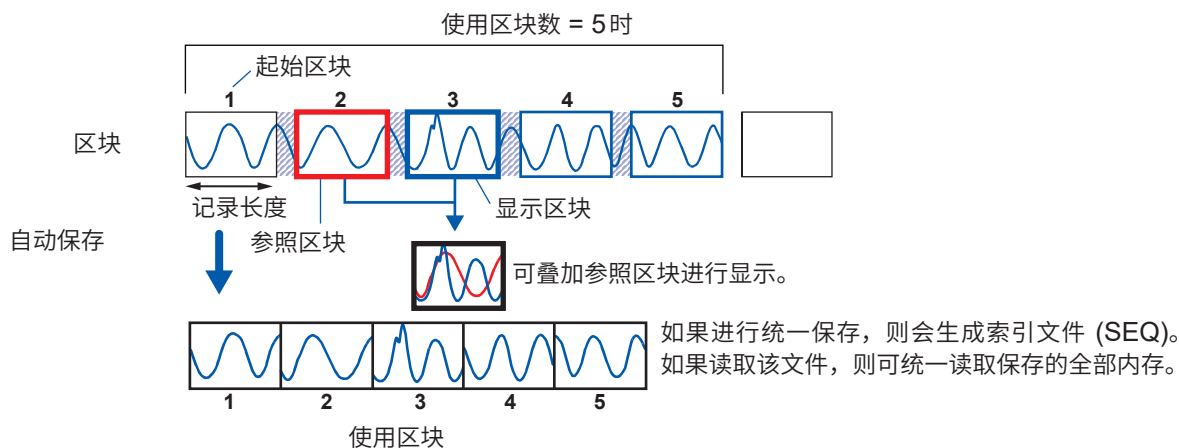 使用区块数 = 5时
起始区块
1 2 3 4 5
区块
记录长度
显示区块
参照区块
自动保存
可叠加参照区块进行显示。
如果进行统一保存，则会生成索引文件 (SEQ)。
如果读取该文件，则可统一读取保存的全部内存。
1 2 3 4 5
使用区块